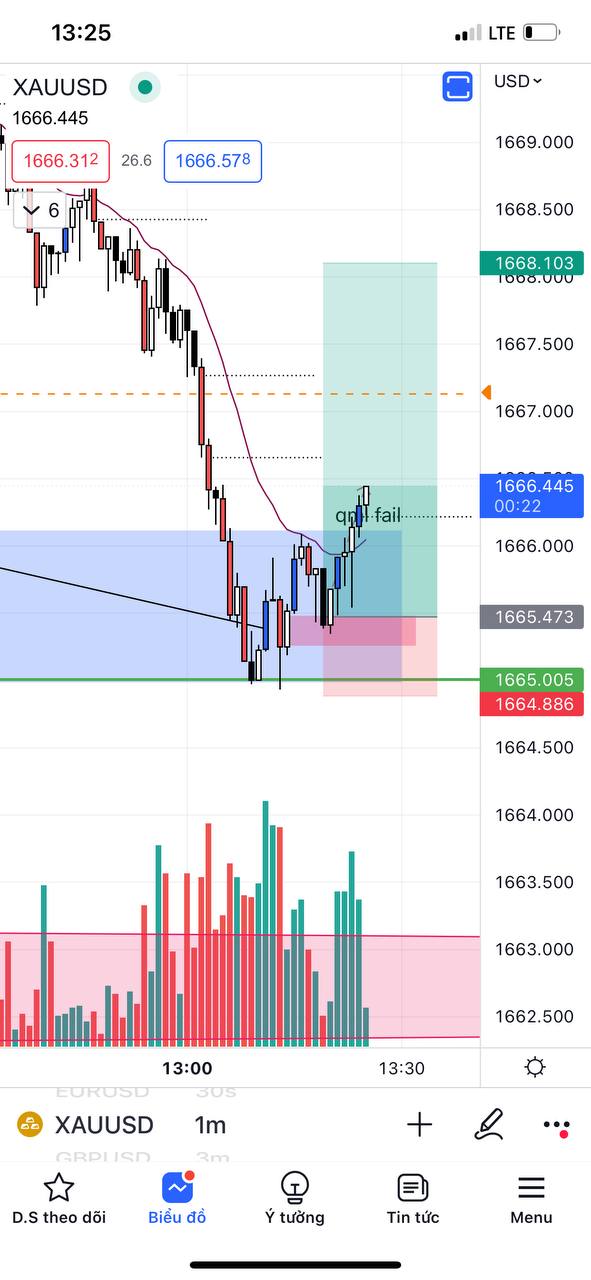 13:25
LTE
XAUUSD
USD
1666.445
1666.312
26.6
1666.578
6
1669.000
1668.500
1668.103
1668.000
1667.500
1667.000
1666.445
00:22
qml fail
1666.000
1665.473
1665.005
1664.886
1664.500
1664.000
1663.500
1663.000
1662.500
13:00
13:30
EURUSD 30s
XAUUSD 1m
GBPUSD 3m
D.S theo dõi
Biểu đồ
Ý tưởng
Tin tức
Menu